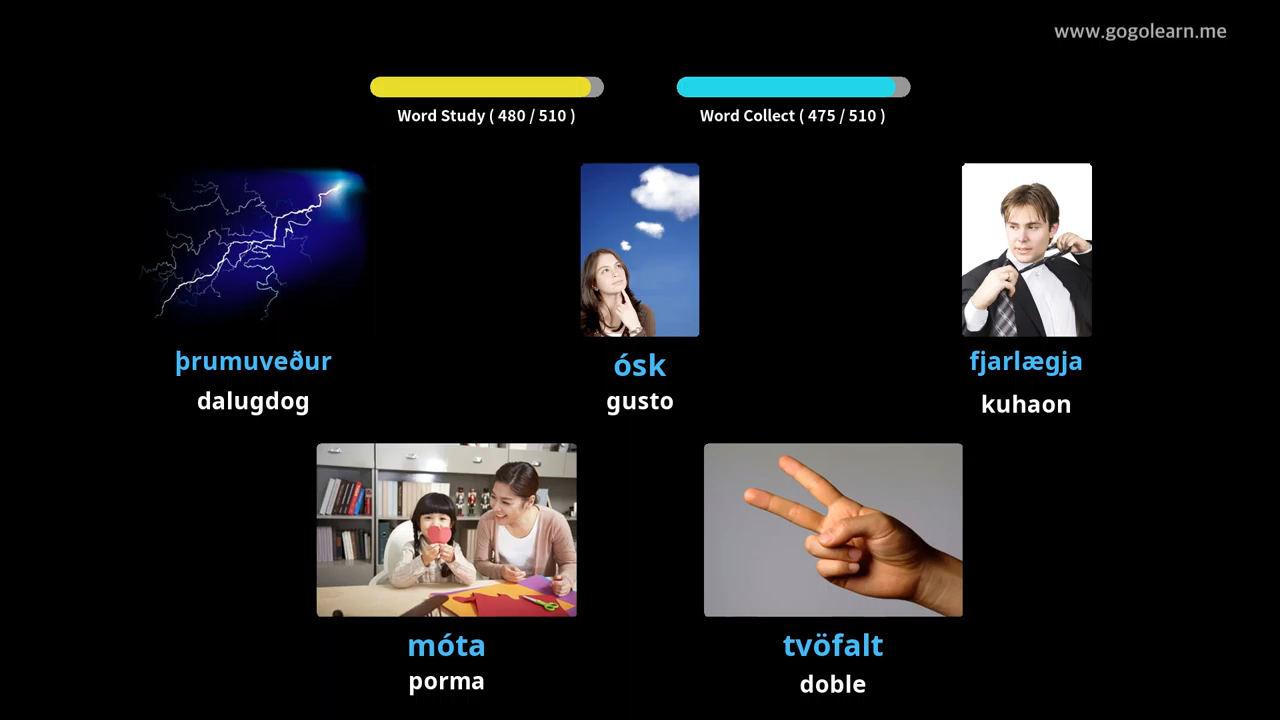 www.gogolearn.me
Word Study ( 480 / 510 )
Word Collect ( 475 / 510 )
þrumuveður
dalugdog
ósk
gusto
fjarlægja
kuhaon
móta
porma
tvöfalt
doble